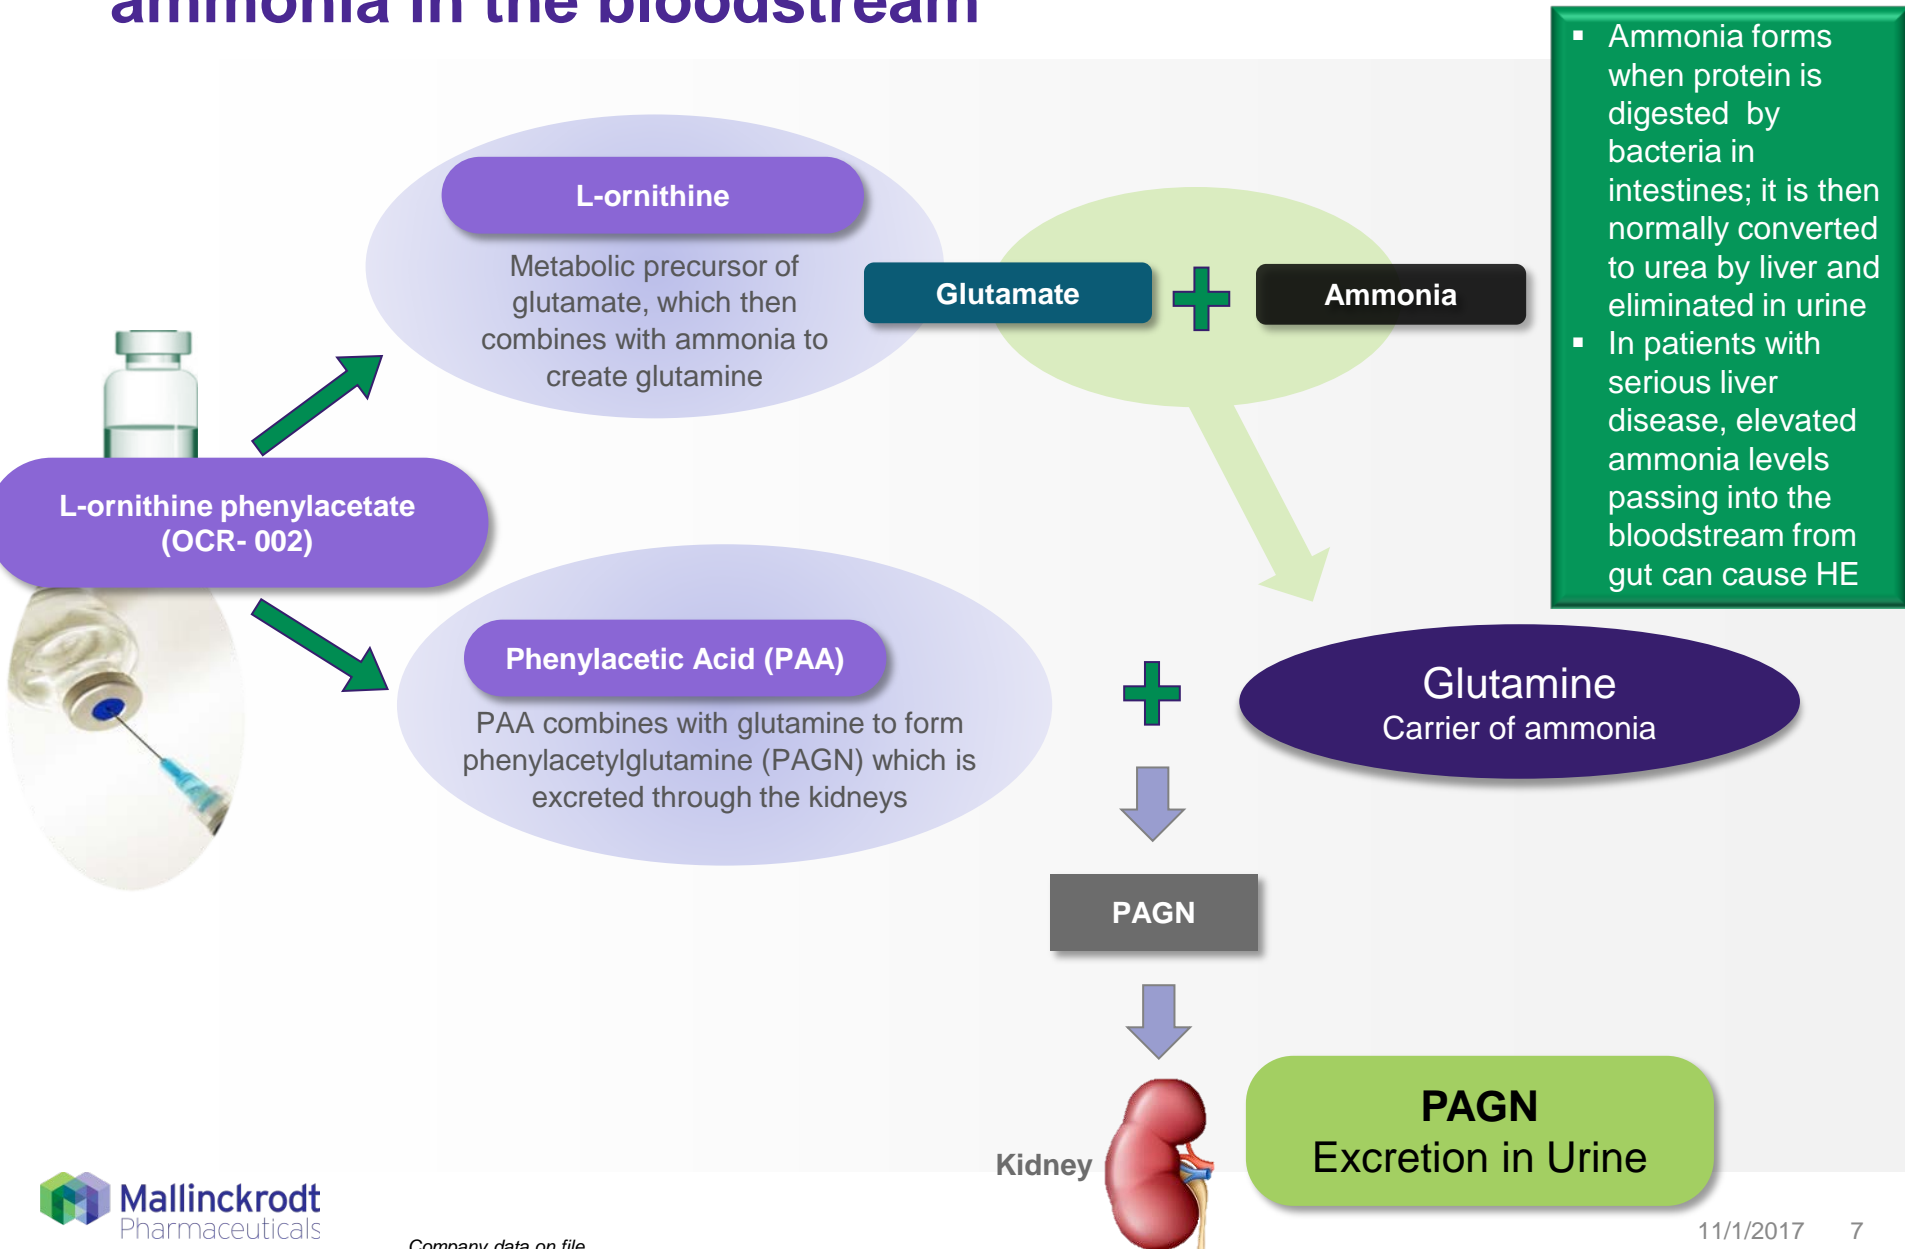 ammonia in the bloodstream
▪ Ammonia forms
when protein is
digested by
bacteria in
intestines; it is then
normally converted
to urea by liver and
eliminated in urine
▪ In patients with
serious liver
disease, elevated
ammonia levels
passing into the
bloodstream from
gut can cause HE
L-ornithine
Metabolic precursor of
glutamate, which then
combines with ammonia to
create glutamine
Glutamate
Ammonia
L-ornithine phenylacetate
(OCR- 002)
Phenylacetic Acid (PAA)
PAA combines with glutamine to form
phenylacetylglutamine (PAGN) which is
excreted through the kidneys
Glutamine
Carrier of ammonia
PAGN
Kidney
PAGN
Excretion in Urine
Mallinckrodt
Pharmaceuticals
Company data on file
11/1/2017 7